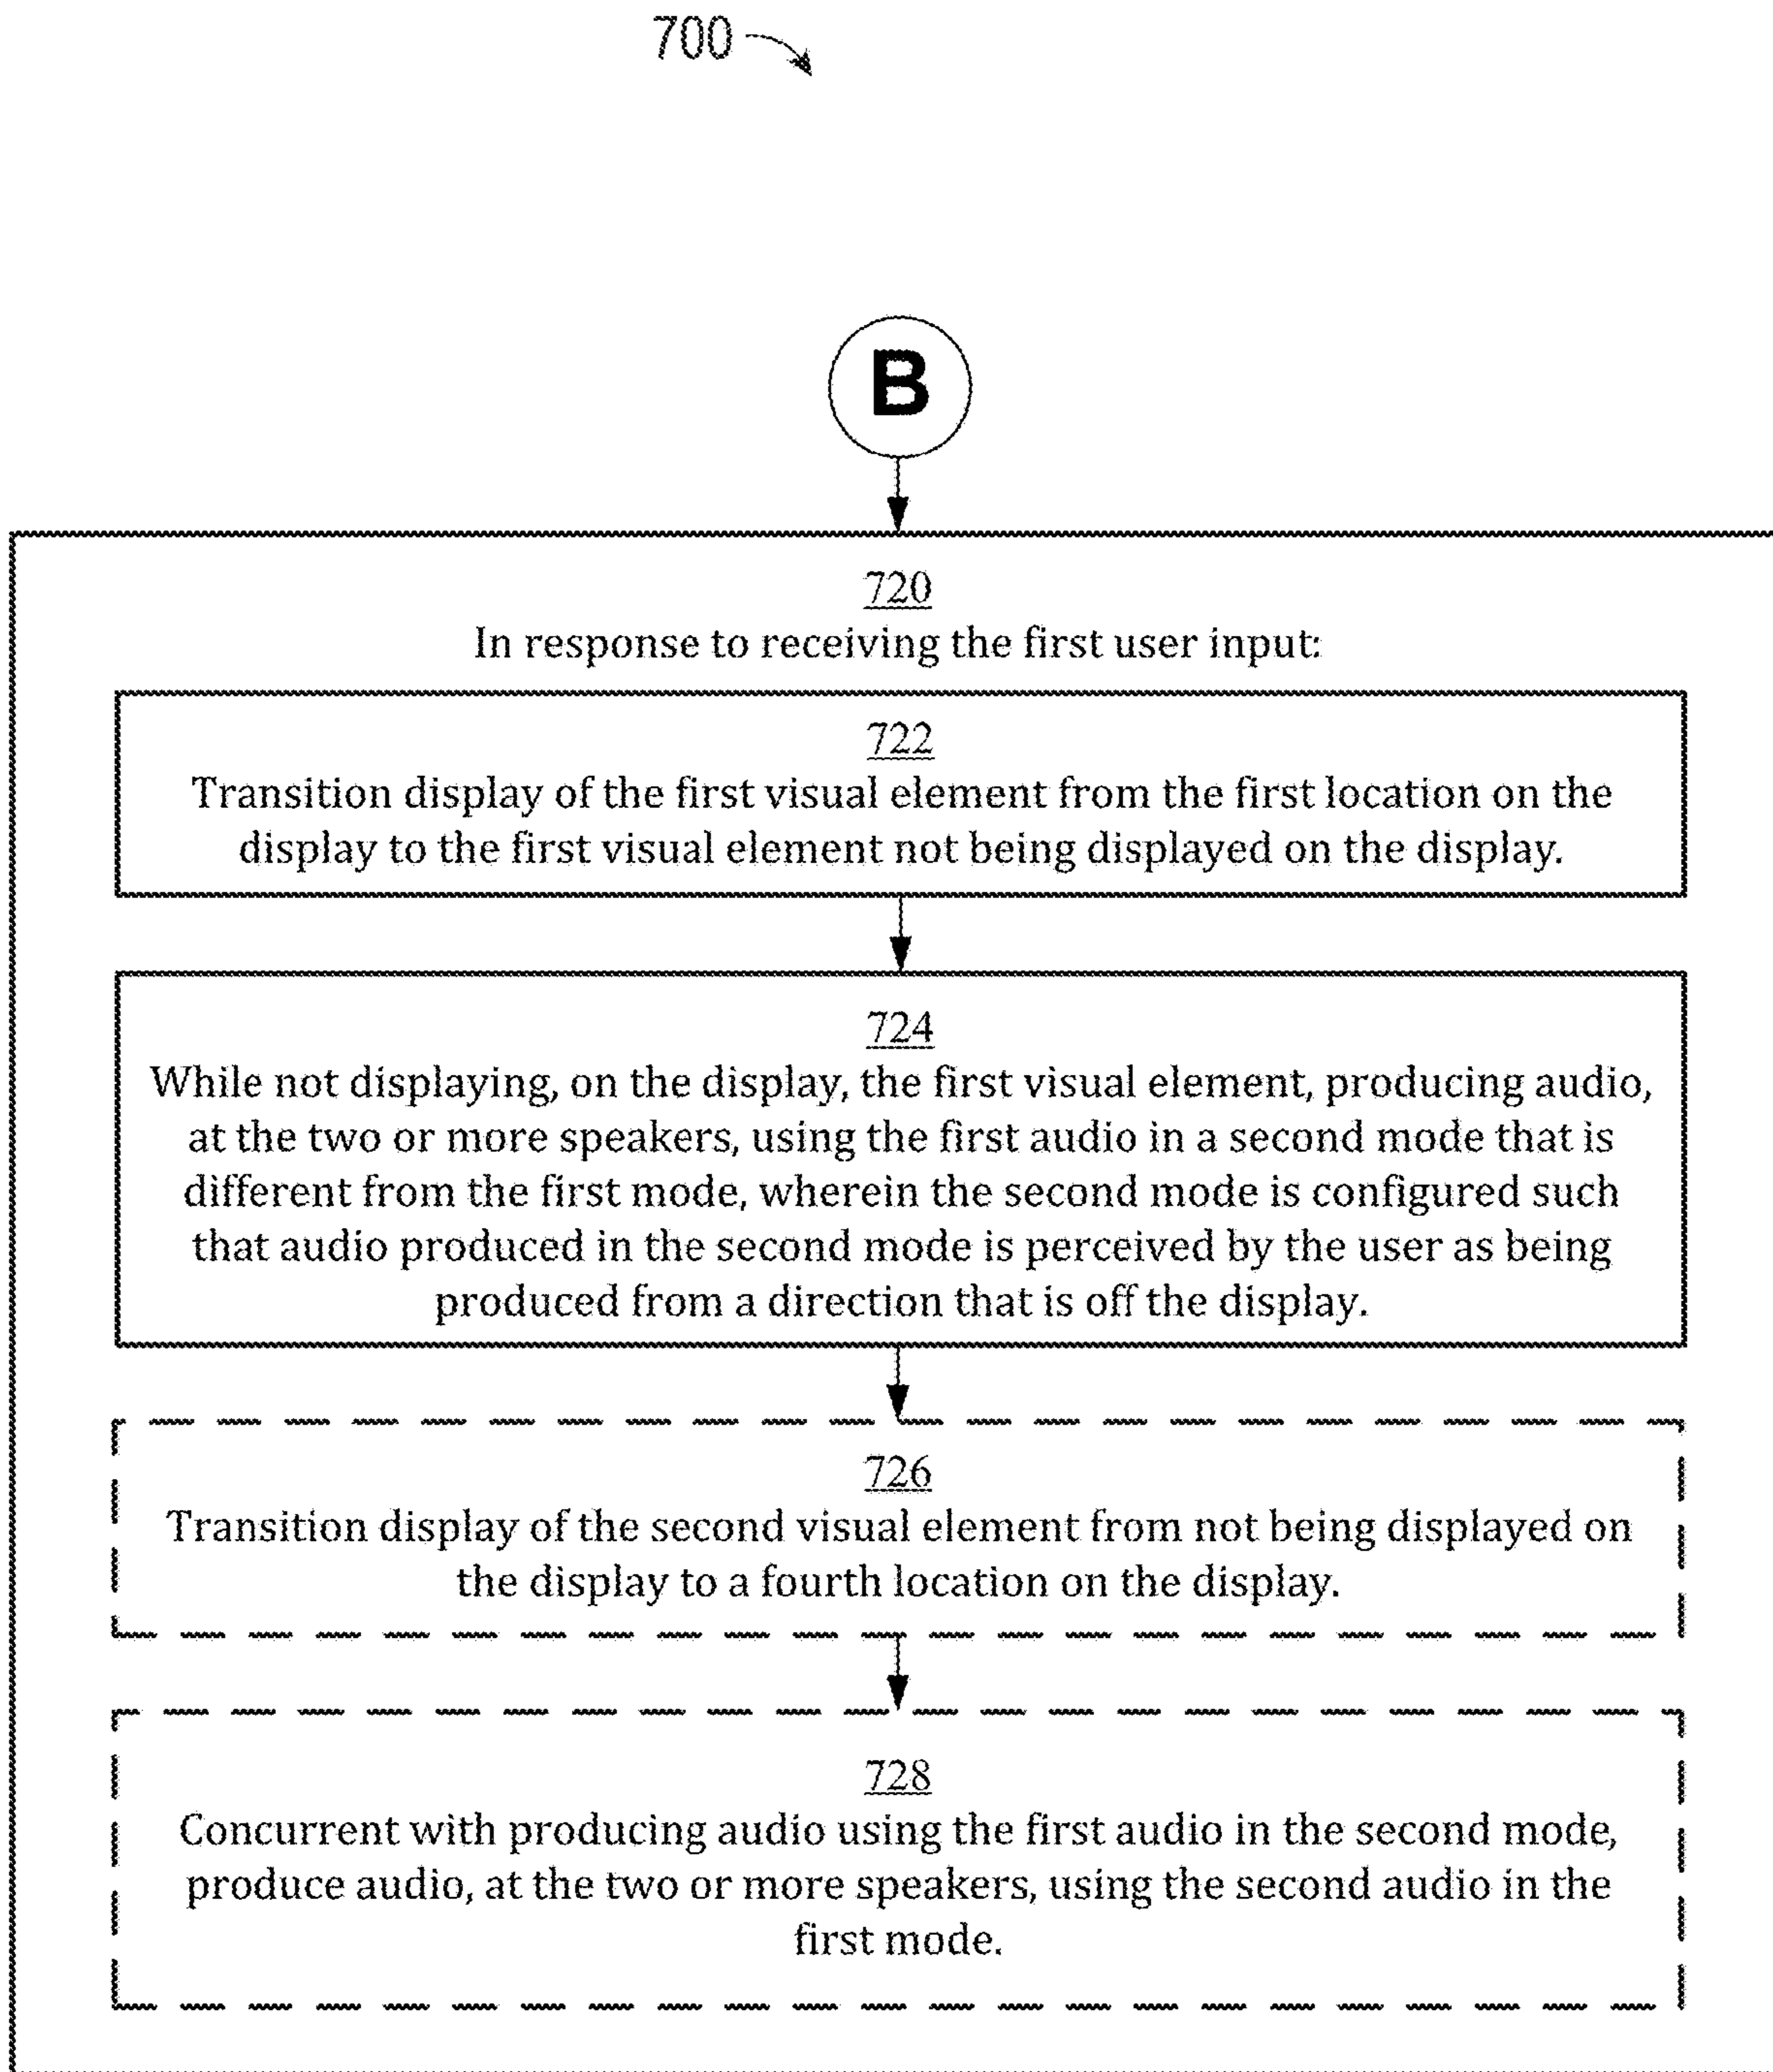 700
B
720
In response to receiving the first user input:
722
Transition display of the first visual element from the first location on the
display to the first visual element not being displayed on the display.
724
While not displaying, on the display, the first visual element, producing audio,
at the two or more speakers, using the first audio in a second mode that is
different from the first mode, wherein the second mode is configured such
that audio produced in the second mode is perceived by the user as being
produced from a direction that is off the display.
726
Transition display of the second visual element from not being displayed on
the display to a fourth location on the display.
728
Concurrent with producing audio using the first audio in the second mode,
produce audio, at the two or more speakers, using the second audio in the
first mode.